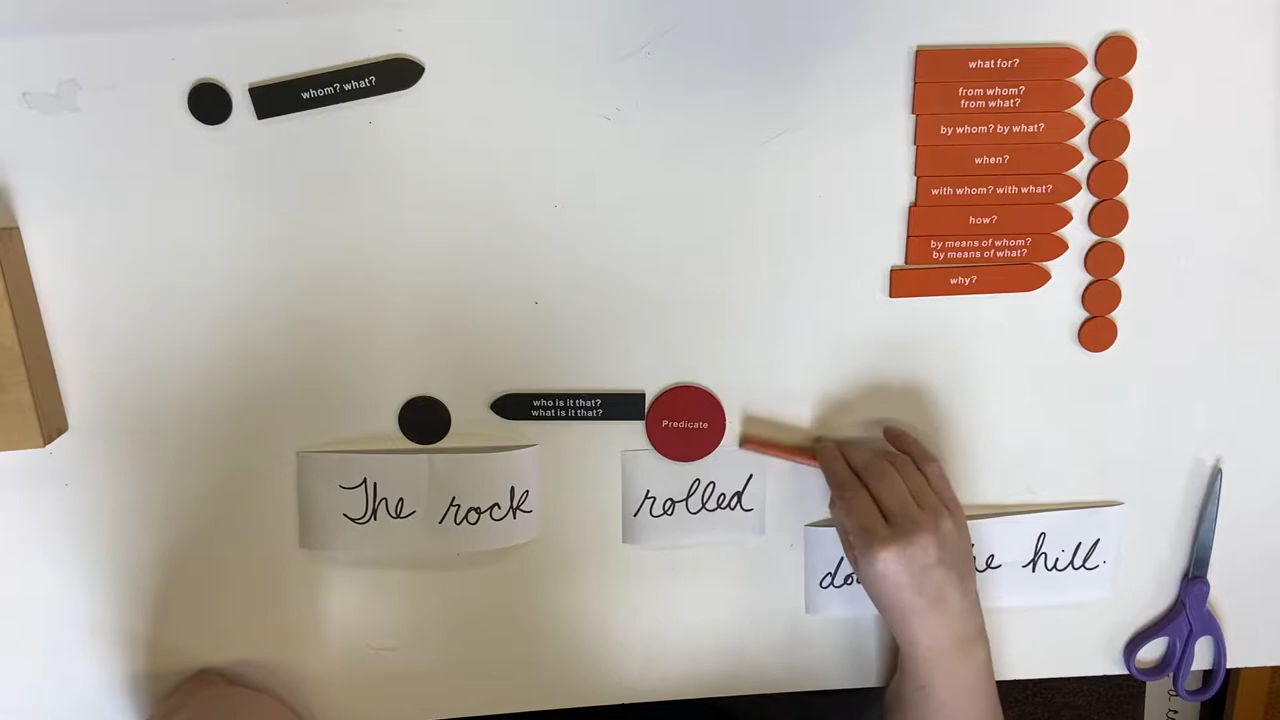 whom? what?
what for?
from whom?
from what?
by whom? by what?
when?
with whom? with what?
how?
by means of whom?
by means of what?
why?
who is it that?
what is it that?
Predicate
The rock
rolled
hill.